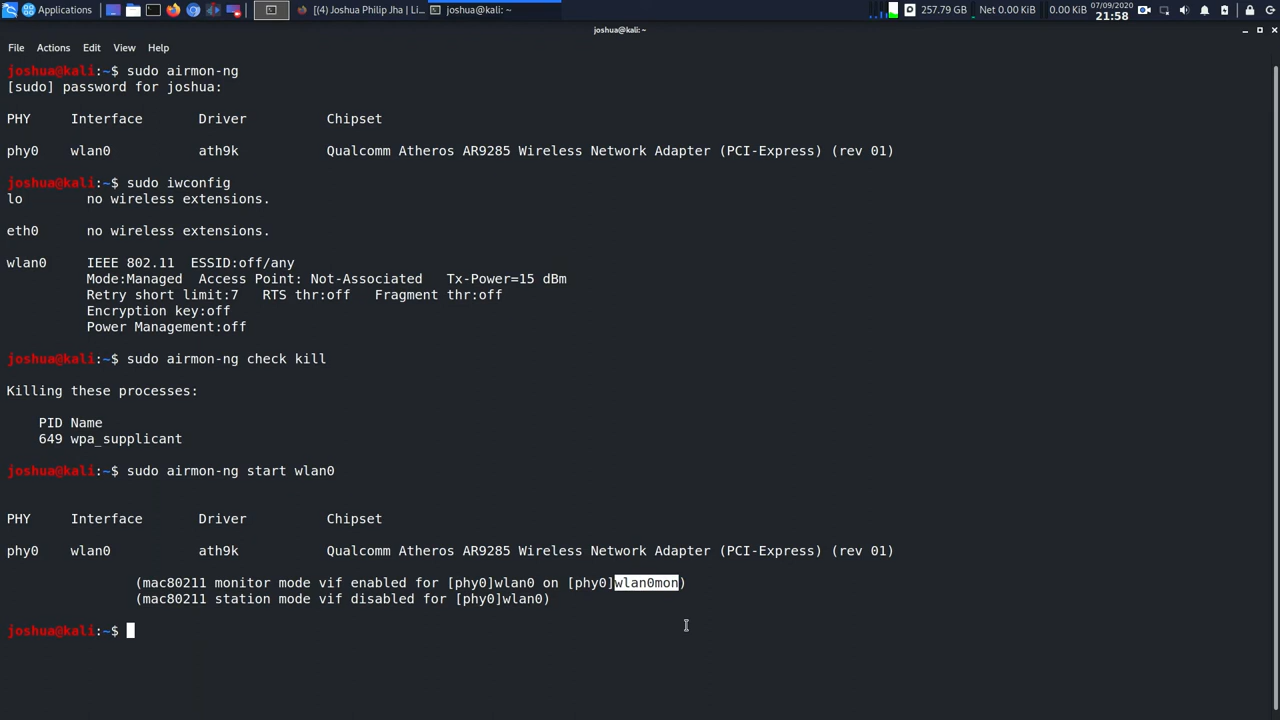 Applications
[(4) Joshua Philip Jha | Li...
joshua@kali: ~
257.79 GB
Net 0.00 KiB
0.00 KiB
07/09/2020
21:58
joshua@kali:~
File Actions Edit View Help
joshua@kali:~$ sudo airmon-ng
[sudo] password for joshua:
PHY Interface Driver Chipset
phy0 wlan0 ath9k Qualcomm Atheros AR9285 Wireless Network Adapter (PCI-Express) (rev 01)
joshua@kali:~$ sudo iwconfig
lo no wireless extensions.
eth0 no wireless extensions.
wlan0 IEEE 802.11 ESSID:off/any
Mode:Managed Access Point: Not-Associated Tx-Power=15 dBm
Retry short limit:7 RTS thr:off Fragment thr:off
Encryption key:off
Power Management:off
joshua@kali:~$ sudo airmon-ng check kill
Killing these processes:
PID Name
649 wpa_supplicant
joshua@kali:~$ sudo airmon-ng start wlan0
PHY Interface Driver Chipset
phy0 wlan0 ath9k Qualcomm Atheros AR9285 Wireless Network Adapter (PCI-Express) (rev 01)
(mac80211 monitor mode vif enabled for [phy0]wlan0 on [phy0]wlan0mon)
(mac80211 station mode vif disabled for [phy0]wlan0)
joshua@kali:~$